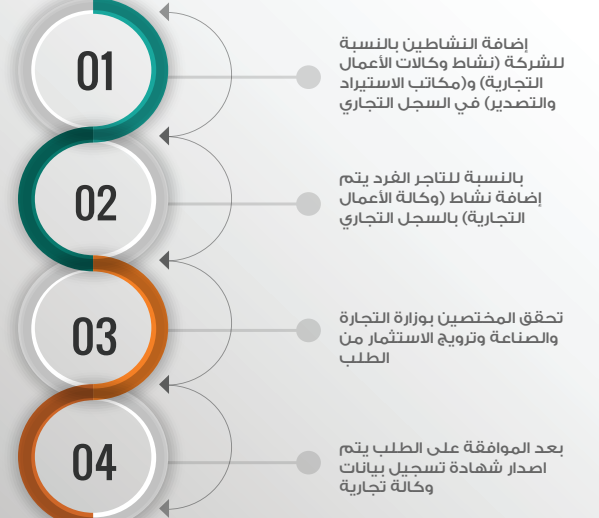 01
إضافة النشاطين بالنسبة
للشركة (نشاط وكالات الأعمال
التجارية) و(مكاتب الاستيراد
والتصدير) في السجل التجاري
02
بالنسبة للتاجر الفرد يتم
إضافة نشاط (وكالة الأعمال
التجارية) بالسجل التجاري
03
تحقق المختصين بوزارة التجارة
والصناعة وترويج الاستثمار من
الطلب
04
بعد الموافقة على الطلب يتم
اصدار شهادة تسجيل بيانات
وكالة تجارية